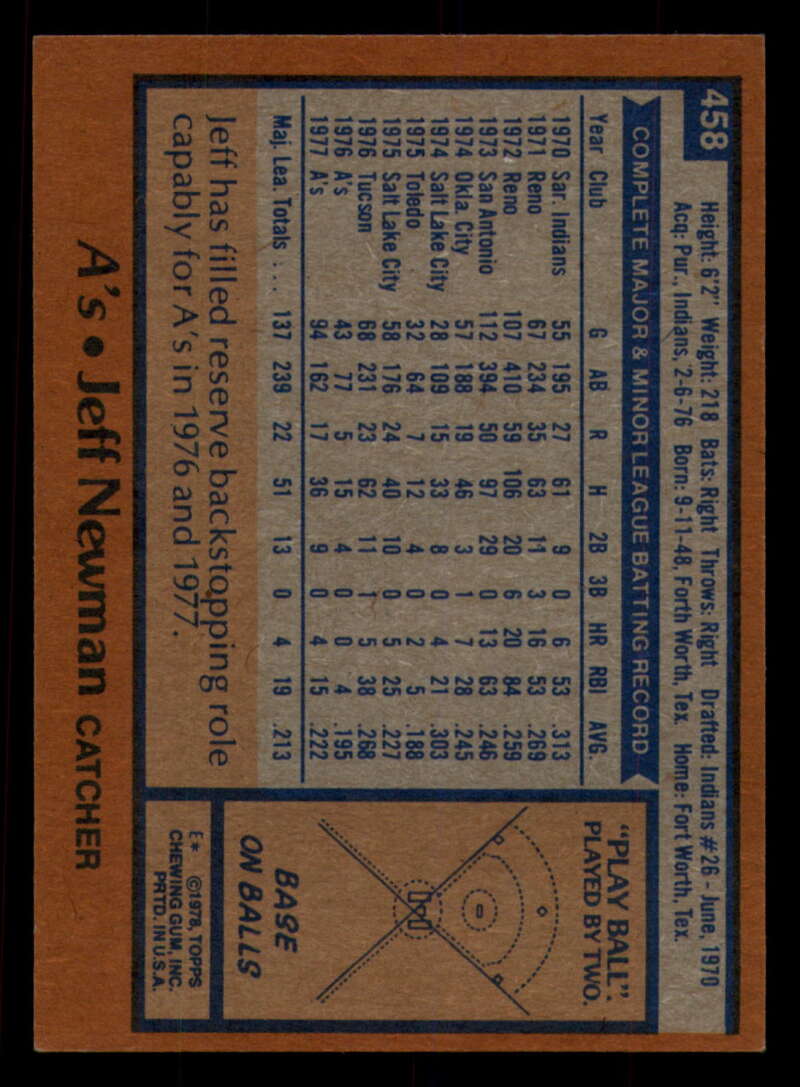 458
Height: 6'2" Weight: 218 Bats: Right Throws: Right Drafted: Indians #26 - June, 1970
Acq: Pur., Indians, 2-6-76 Born: 9-11-48, Forth Worth, Tex. Home: Fort Worth, Tex.
COMPLETE MAJOR & MINOR LEAGUE BATTING RECORD
Year Club G AB R H 2B 3B HR RBI AVG.
1970 Sar. Indians 55 195 27 61 9 0 6 53 .313
1971 Reno 67 234 35 63 11 3 16 53 .269
1972 Reno 107 410 59 106 20 6 20 84 .259
1973 San Antonio 112 394 50 97 29 0 13 63 .246
1974 Okla. City 57 188 19 46 3 1 7 28 .245
1974 Salt Lake City 28 109 15 33 8 0 4 21 .303
1975 Toledo 32 64 7 12 4 0 2 5 .188
1975 Salt Lake City 58 176 24 40 10 0 5 25 .227
1976 Tucson 68 231 23 62 11 1 5 38 .268
1976 A's 43 77 5 15 4 0 0 4 .195
1977 A's 94 162 17 36 9 0 4 15 .222
Maj. Lea. Totals ... 137 239 22 51 13 0 4 19 .213
Jeff has filled reserve backstopping role
capably for A's in 1976 and 1977.
"PLAY BALL":
PLAYED BY TWO.
BASE
ON BALLS
E* ©1978, TOPPS
CHEWING GUM, INC.
PRTD. IN U.S.A.
A's • Jeff Newman CATCHER